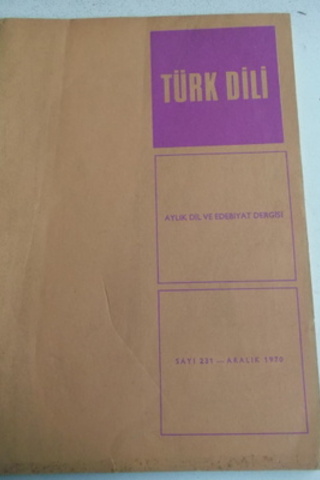 TÜRK DİLİ
AYLIK DİL VE EDEBİYAT DERGİSİ
SAYI 231 — ARALIK 1970